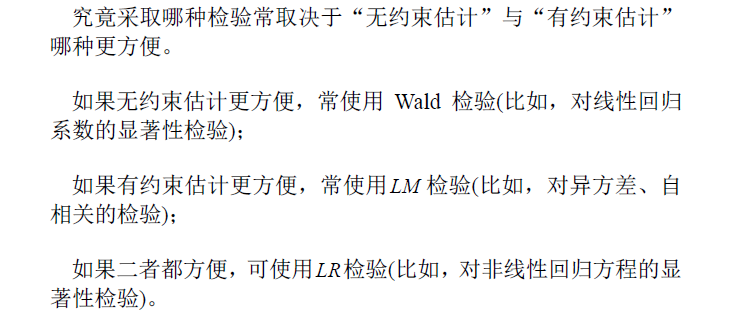 究竟采取哪种检验常取决于“无约束估计”与“有约束估计”
哪种更方便。
如果无约束估计更方便，常使用 Wald 检验(比如，对线性回归
系数的显著性检验)；
如果有约束估计更方便，常使用LM 检验(比如，对异方差、自
相关的检验)；
如果二者都方便，可使用LR检验(比如，对非线性回归方程的显
著性检验)。